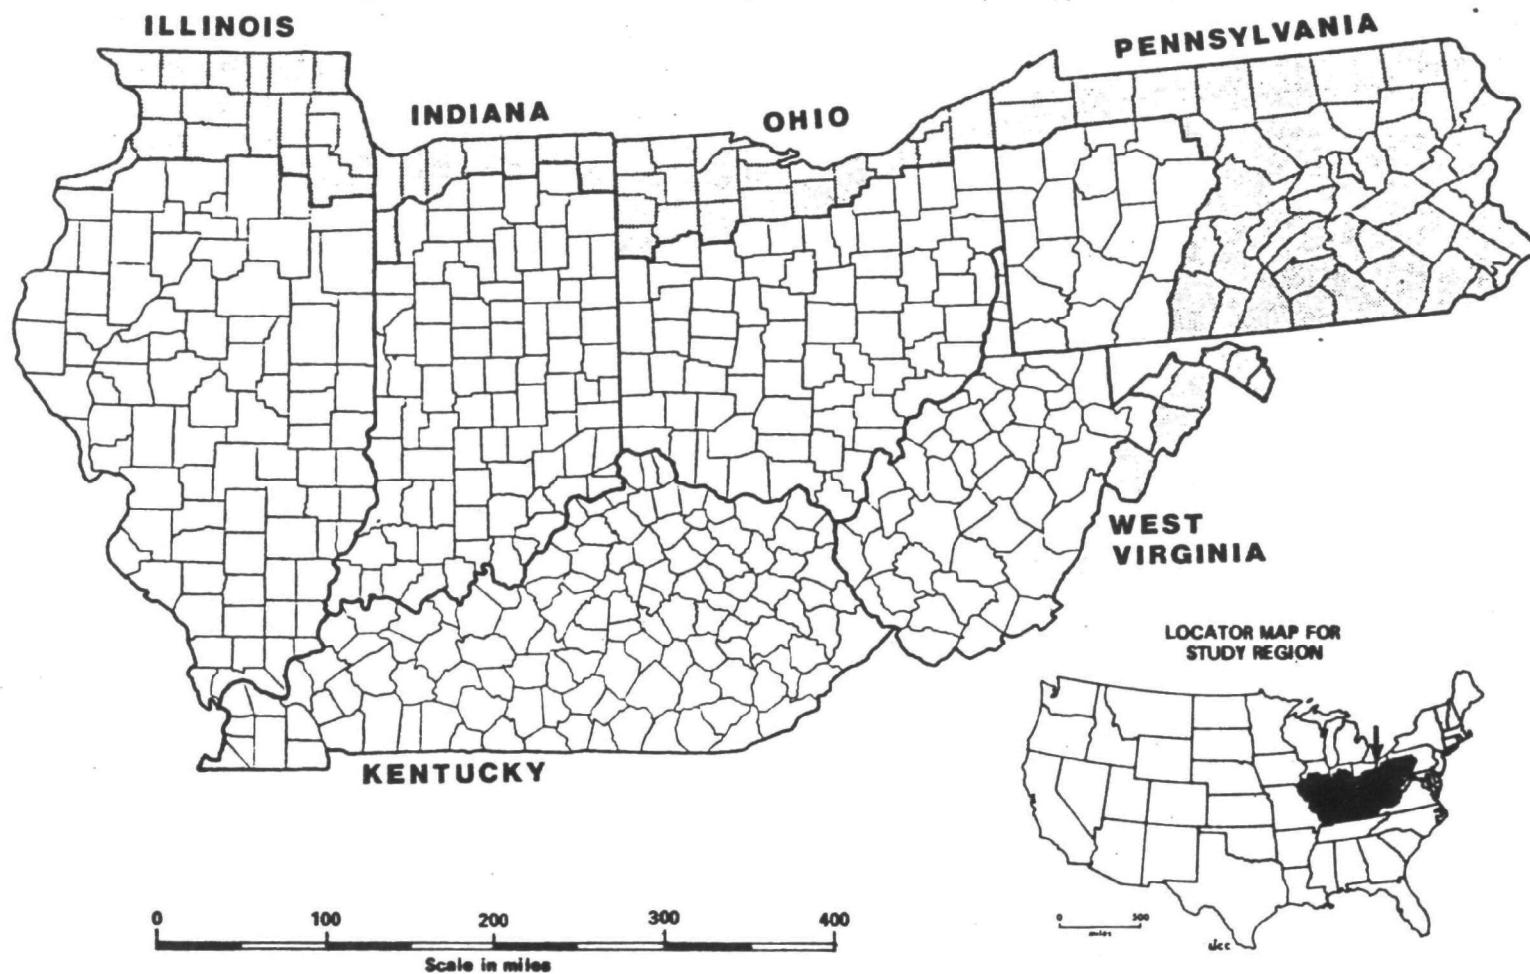 ILLINOIS
PENNSYLVANIA
INDIANA
OHIO
WEST
VIRGINIA
KENTUCKY
LOCATOR MAP FOR
STUDY REGION
0 500
miles
0 100 200 300 400
Scale in miles